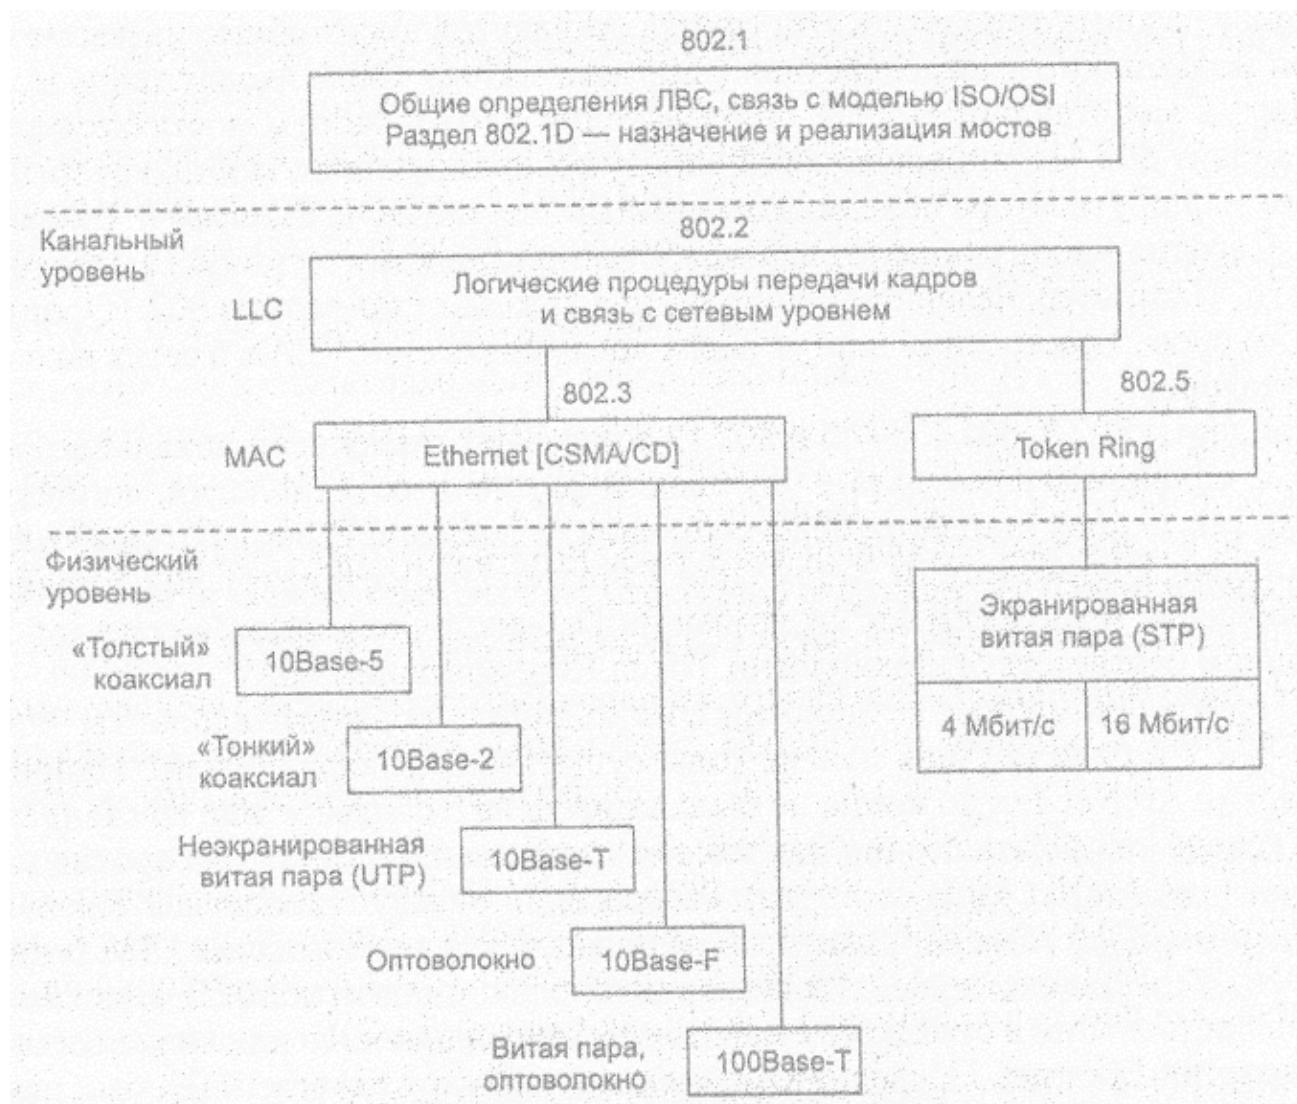 802.1
Общие определения ЛВС, связь с моделью ISO/OSI
Раздел 802.1D — назначение и реализация мостов
Канальный
уровень
802.2
LLC
Логические процедуры передачи кадров
и связь с сетевым уровнем
802.3
802.5
MAC
Ethernet [CSMA/CD]
Token Ring
Физический
уровень
Экранированная
витая пара (STP)
4 Мбит/с
16 Мбит/с
«Толстый»
коаксиал
10Base-5
«Тонкий»
коаксиал
10Base-2
Неэкранированная
витая пара (UTP)
10Base-T
Оптоволокно
10Base-F
Витая пара,
оптоволокно
100Base-T